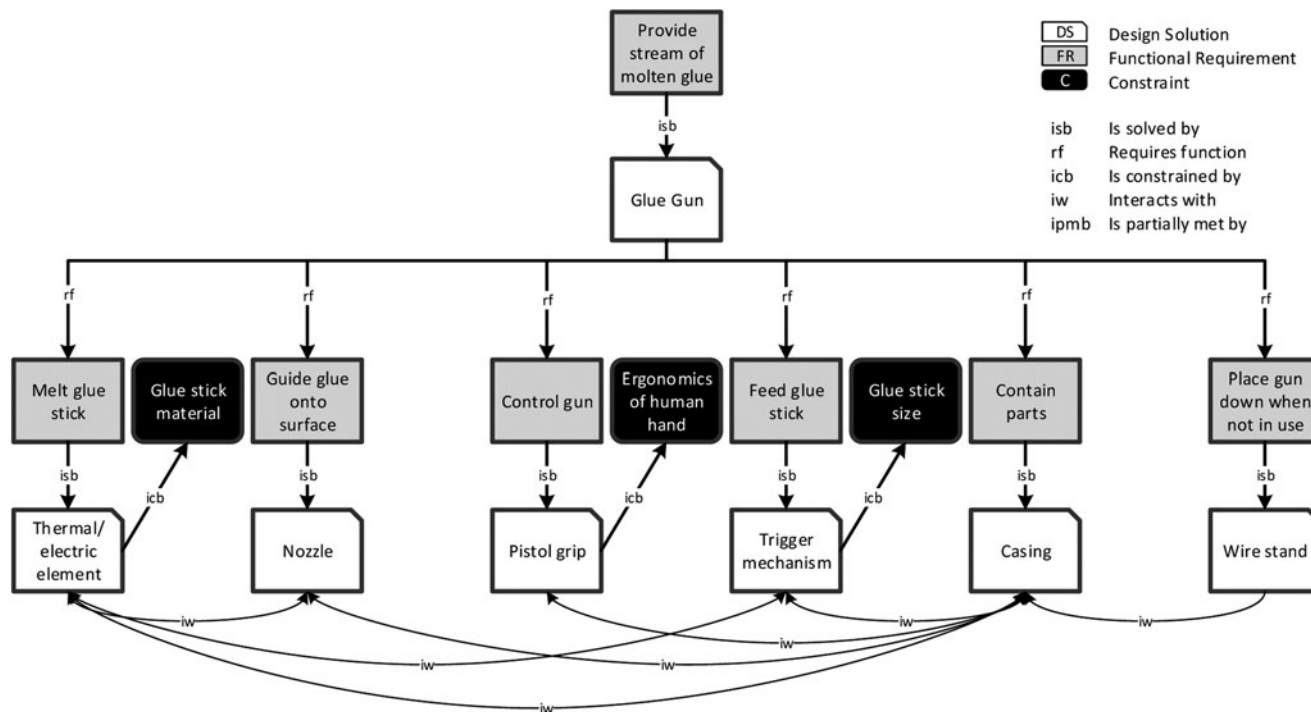 Provide
stream of
molten glue
DS Design Solution
FR Functional Requirement
C Constraint
isb Is solved by
rf Requires function
icb Is constrained by
iw Interacts with
ipmb Is partially met by
isb
Glue Gun
rf rf rf rf rf rf
Melt glue
stick
Glue stick
material
Guide glue
onto
surface
Control gun
Ergonomics
of human
hand
Feed glue
stick
Glue stick
size
Contain
parts
Place gun
down when
not in use
isb icb isb isb icb isb icb isb isb
Thermal/
electric
element
Nozzle
Pistol grip
Trigger
mechanism
Casing
Wire stand
iw iw iw
iw
iw iw
iw